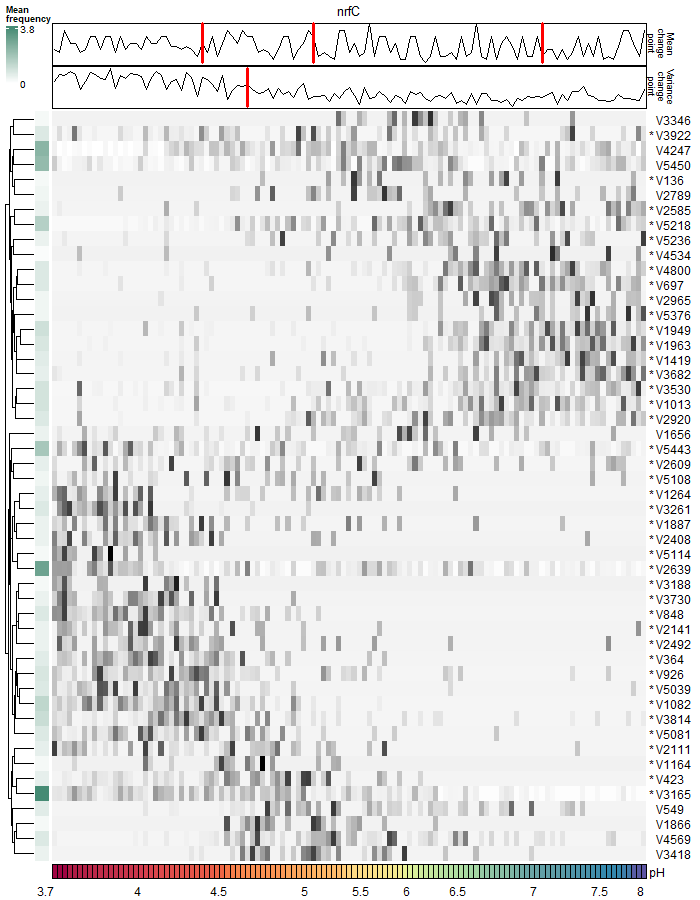 nrfC
Mean
frequency
3.8
0
Mean
change
point
Variance
change
point
V3346
* V3922
V4247
V5450
* V136
V2789
* V2585
* V5218
V5236
* V4534
* V4800
* V697
* V2965
* V5376
* V1949
* V1963
* V1419
* V3682
* V3530
* V1013
* V2920
V1656
* V5443
* V2609
* V5108
* V1264
* V3261
* V1887
* V2408
* V5114
* V2639
* V3188
* V3730
* V848
* V2141
* V2492
* V364
* V926
* V5039
* V1082
* V3814
* V5081
* V2111
* V1164
* V423
* V3165
V549
V1866
V4569
V3418
pH
3.7 4 4.5 5 5.5 6 6.5 7 7.5 8